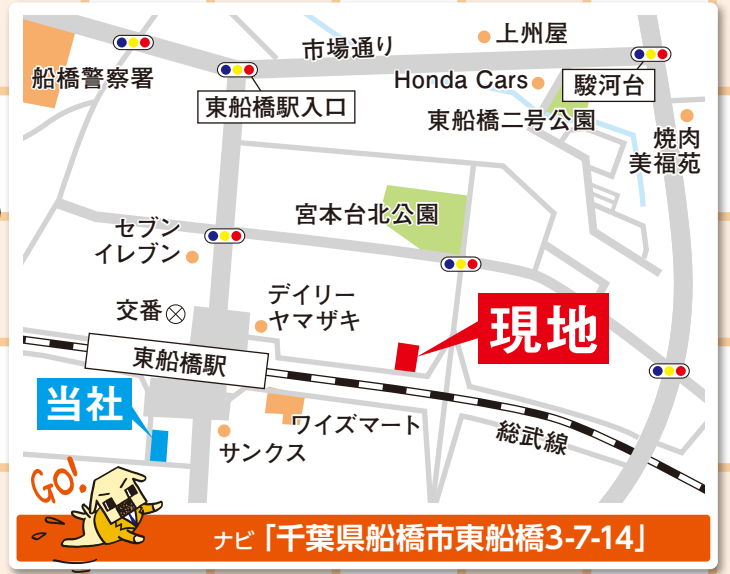 上州屋
市場通り
船橋警察署
Honda Cars
駿河台
東船橋駅入口
東船橋二号公園
焼肉
美福苑
宮本台北公園
セブン
イレブン
デイリー
ヤマザキ
交番
現地
東船橋駅
当社
ワイズマート
総武線
サンクス
GO!
ナビ「千葉県船橋市東船橋3-7-14」